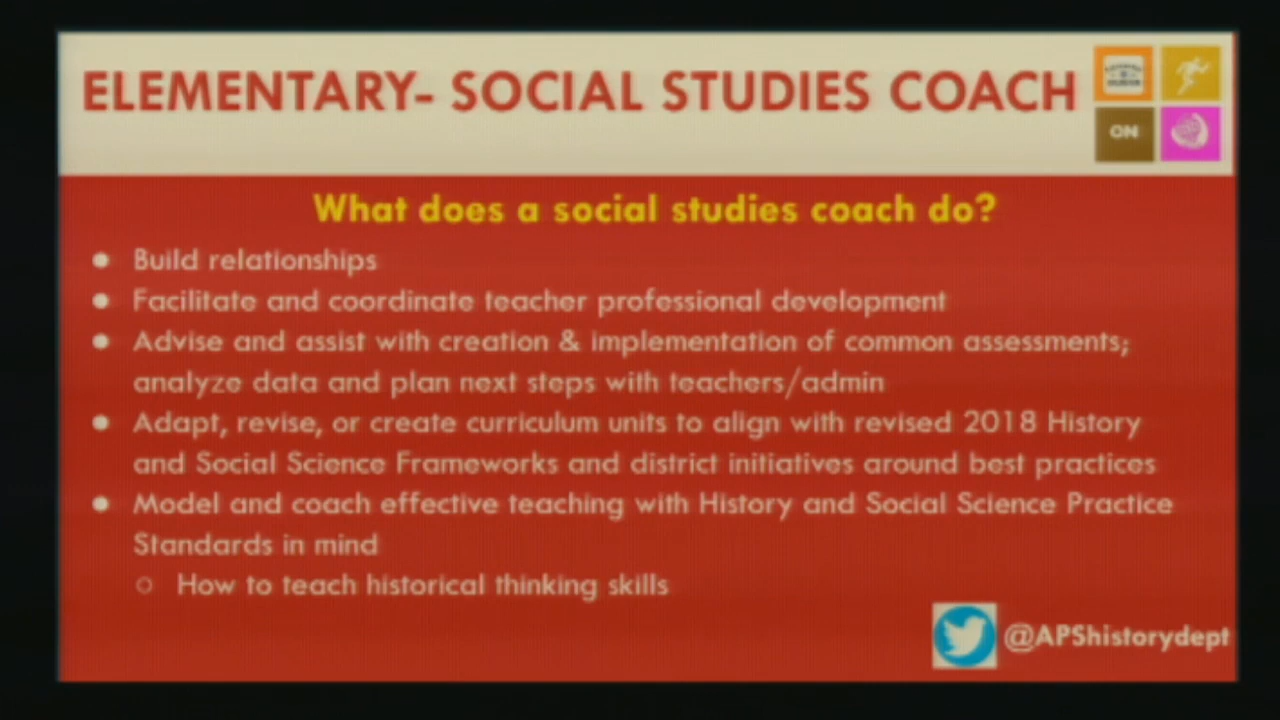 ELEMENTARY- SOCIAL STUDIES COACH
ON
What does a social studies coach do?
● Build relationships
● Facilitate and coordinate teacher professional development
● Advise and assist with creation & implementation of common assessments;
analyze data and plan next steps with teachers/admin
● Adapt, revise, or create curriculum units to align with revised 2018 History
and Social Science Frameworks and district initiatives around best practices
● Model and coach effective teaching with History and Social Science Practice
Standards in mind
○ How to teach historical thinking skills
@APShistorydept